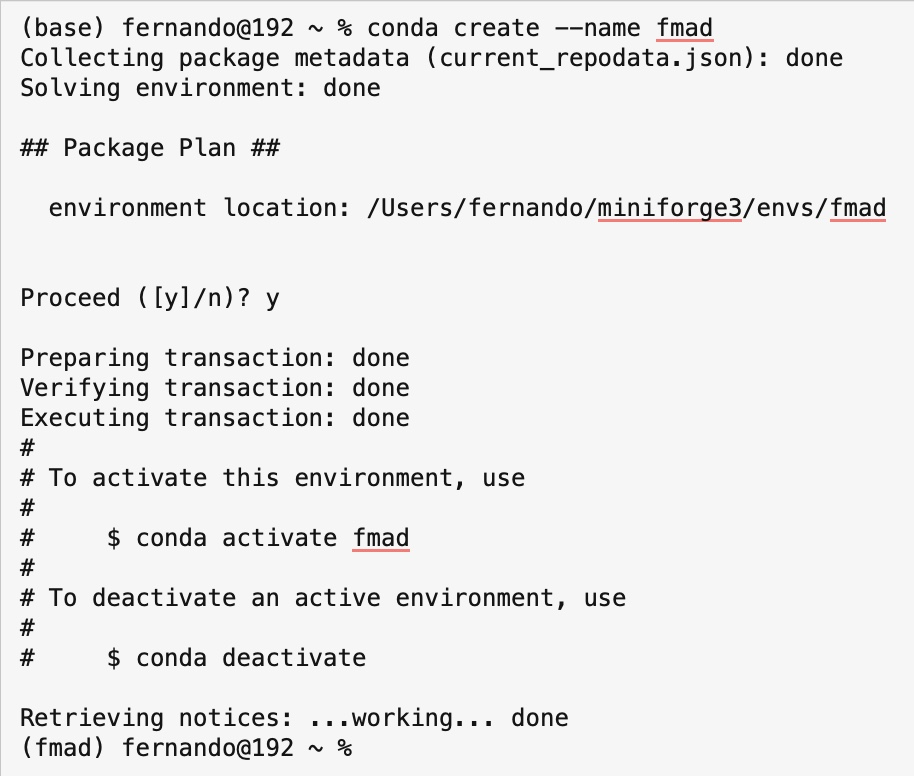 (base) fernando@192 ~ % conda create --name fmad
Collecting package metadata (current_repodata.json): done
Solving environment: done
## Package Plan ##
environment location: /Users/fernando/miniforge3/envs/fmad
Proceed ([y]/n)? y
Preparing transaction: done
Verifying transaction: done
Executing transaction: done
#
# To activate this environment, use
#
#     $ conda activate fmad
#
# To deactivate an active environment, use
#
#     $ conda deactivate
Retrieving notices: ...working... done
(fmad) fernando@192 ~ %